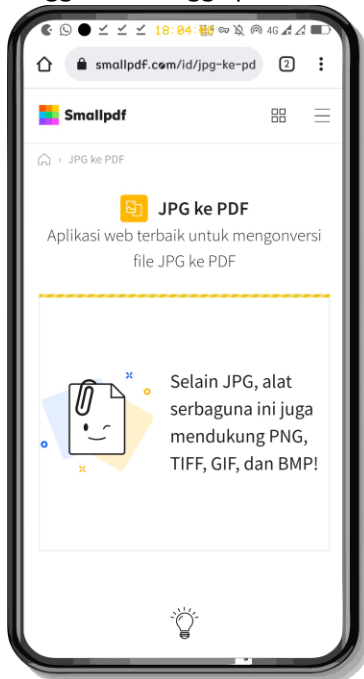 18:04:
4G
smallpdf.com/id/jpg-ke-pd
2
Smallpdf
JPG ke PDF
JPG ke PDF
Aplikasi web terbaik untuk mengonversi
file JPG ke PDF
Selain JPG, alat
serbaguna ini juga
mendukung PNG,
TIFF, GIF, dan BMP!